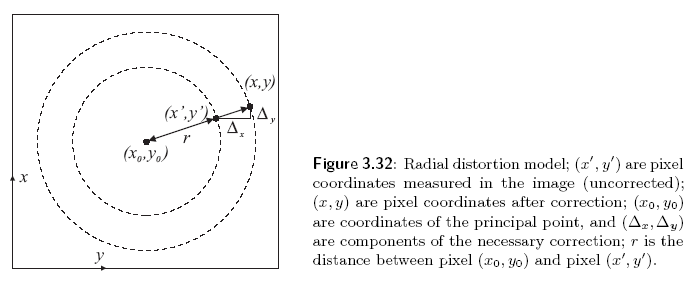 (x,y)
(x',y')
Δy
Δx
r
(x₀,y₀)
x
y
Figure 3.32: Radial distortion model; (x′, y′) are pixel
coordinates measured in the image (uncorrected);
(x, y) are pixel coordinates after correction; (x₀, y₀)
are coordinates of the principal point, and (Δx, Δy)
are components of the necessary correction; r is the
distance between pixel (x₀, y₀) and pixel (x′, y′).